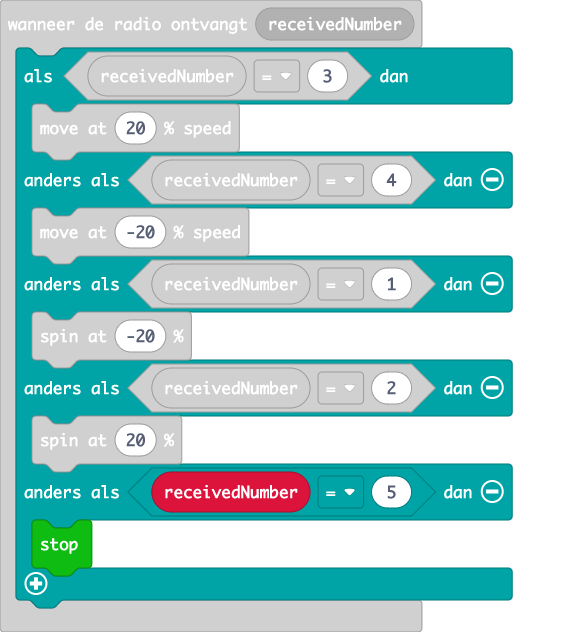 wanneer de radio ontvangt receivedNumber
als receivedNumber = 3 dan
move at 20 % speed
anders als receivedNumber = 4 dan
move at -20 % speed
anders als receivedNumber = 1 dan
spin at -20 %
anders als receivedNumber = 2 dan
spin at 20 %
anders als receivedNumber = 5 dan
stop